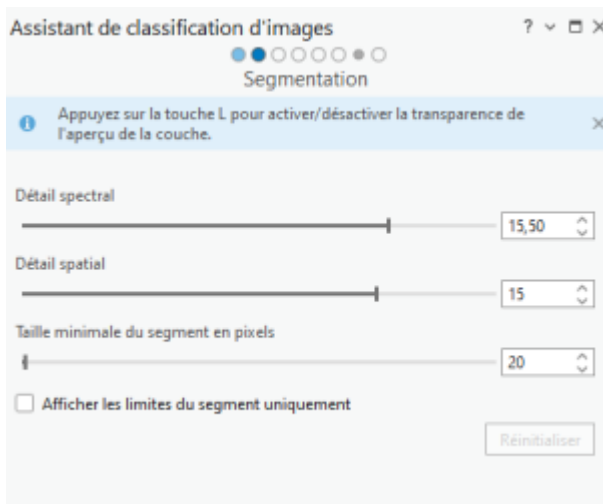 Assistant de classification d'images
?
Segmentation
Appuyez sur la touche L pour activer/désactiver la transparence de
l'aperçu de la couche.
Détail spectral
15,50
Détail spatial
15
Taille minimale du segment en pixels
20
Afficher les limites du segment uniquement
Réinitialiser